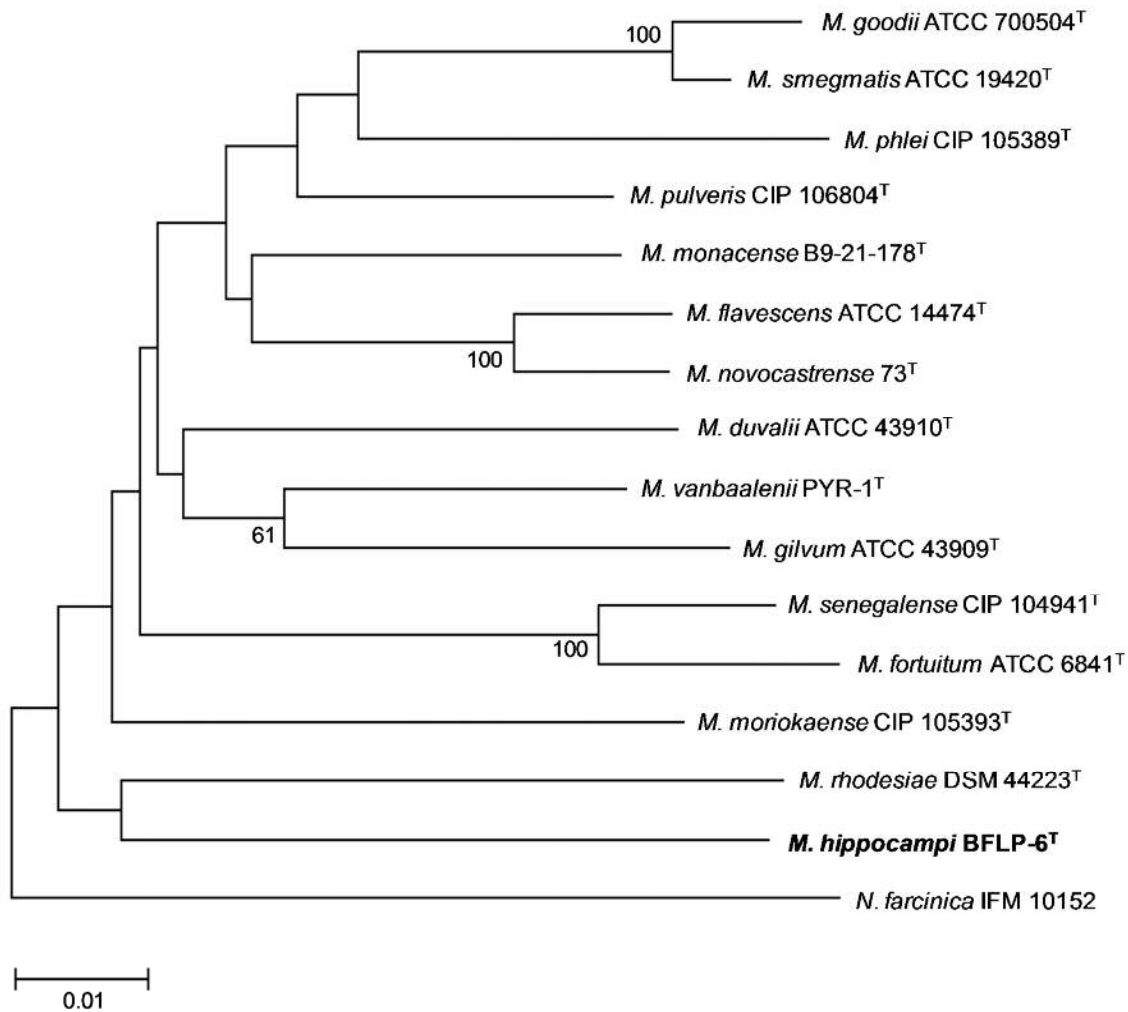 M. goodii ATCC 700504ᵀ
100
M. smegmatis ATCC 19420ᵀ
M. phlei CIP 105389ᵀ
M. pulveris CIP 106804ᵀ
M. monacense B9-21-178ᵀ
M. flavescens ATCC 14474ᵀ
100
M. novocastrense 73ᵀ
M. duvalii ATCC 43910ᵀ
M. vanbaalenii PYR-1ᵀ
61
M. gilvum ATCC 43909ᵀ
M. senegalense CIP 104941ᵀ
100
M. fortuitum ATCC 6841ᵀ
M. moriokaense CIP 105393ᵀ
M. rhodesiae DSM 44223ᵀ
M. hippocampi BFLP-6ᵀ
N. farcinica IFM 10152
0.01